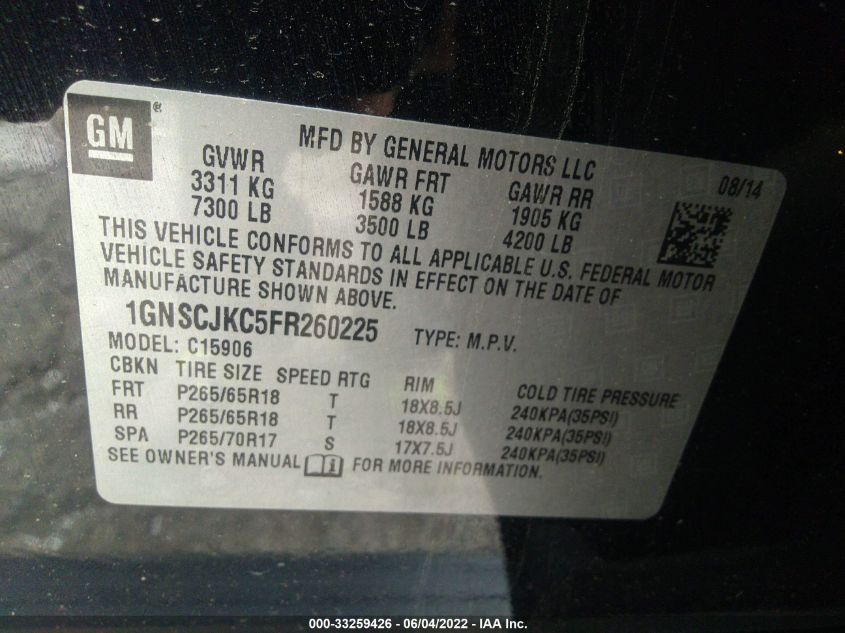 GM ®
MFD BY GENERAL MOTORS LLC
08/14
GVWR GAWR FRT GAWR RR
3311 KG 1588 KG 1905 KG
7300 LB 3500 LB 4200 LB
THIS VEHICLE CONFORMS TO ALL APPLICABLE U.S. FEDERAL MOTOR
VEHICLE SAFETY STANDARDS IN EFFECT ON THE DATE OF
MANUFACTURE SHOWN ABOVE.
1GNSCJKC5FR260225 TYPE: M.P.V.
MODEL: C15906
CBKN TIRE SIZE SPEED RTG RIM COLD TIRE PRESSURE
FRT P265/65R18 T 18X8.5J 240KPA(35PSI)
RR P265/65R18 T 18X8.5J 240KPA(35PSI)
SPA P265/70R17 S 17X7.5J 240KPA(35PSI)
SEE OWNER'S MANUAL i FOR MORE INFORMATION.
000-33259426 - 06/04/2022 - IAA Inc.